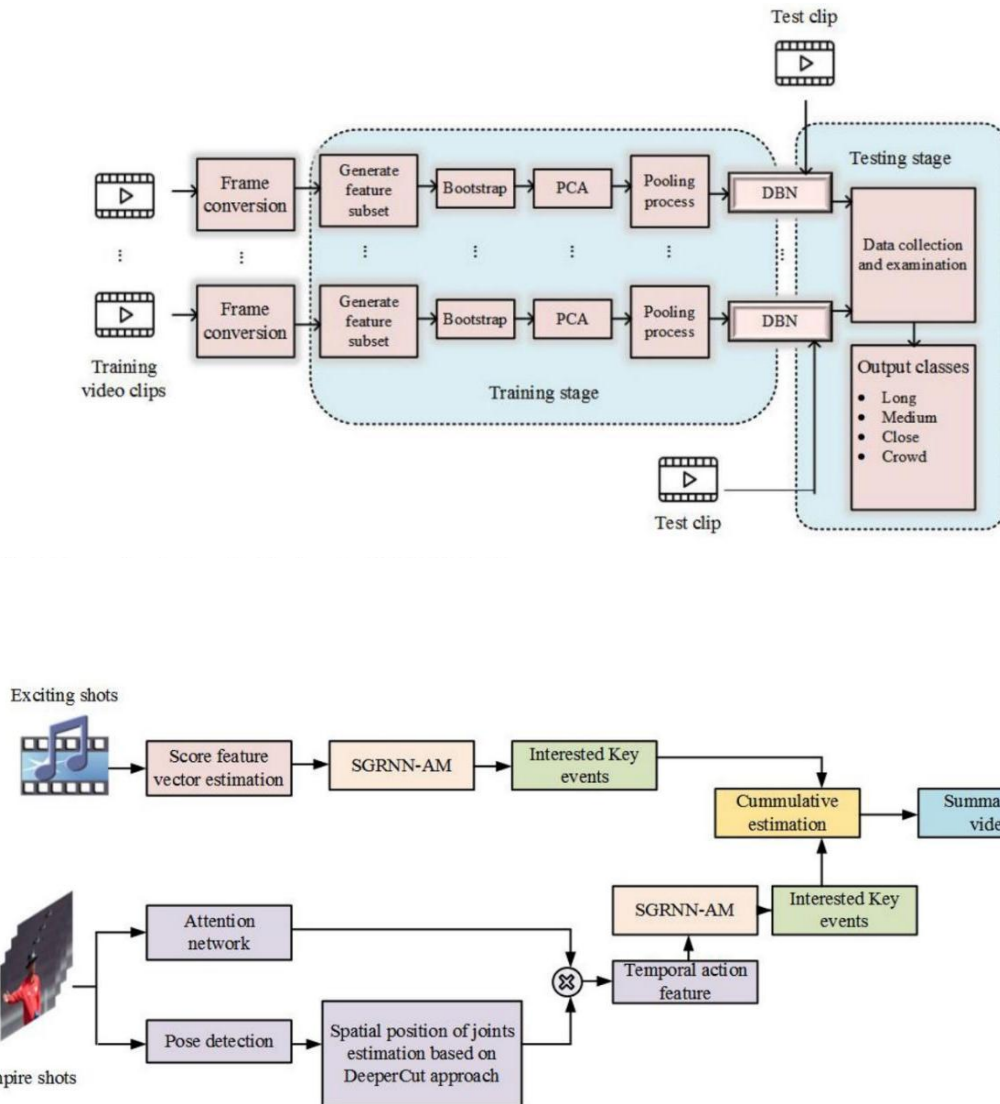 Test clip
Testing stage
Frame
conversion
Generate
feature
subset
Bootstrap
PCA
Pooling
process
DBN
Data collection
and examination
Frame
conversion
Generate
feature
subset
Bootstrap
PCA
Pooling
process
DBN
Training
video clips
Training stage
Output classes
• Long
• Medium
• Close
• Crowd
Test clip
Exciting shots
Score feature
vector estimation
SGRNN-AM
Interested Key
events
Cummulative
estimation
Attention
network
SGRNN-AM
Interested Key
events
Temporal action
feature
Pose detection
Spatial position of joints
estimation based on
DeeperCut approach
shots